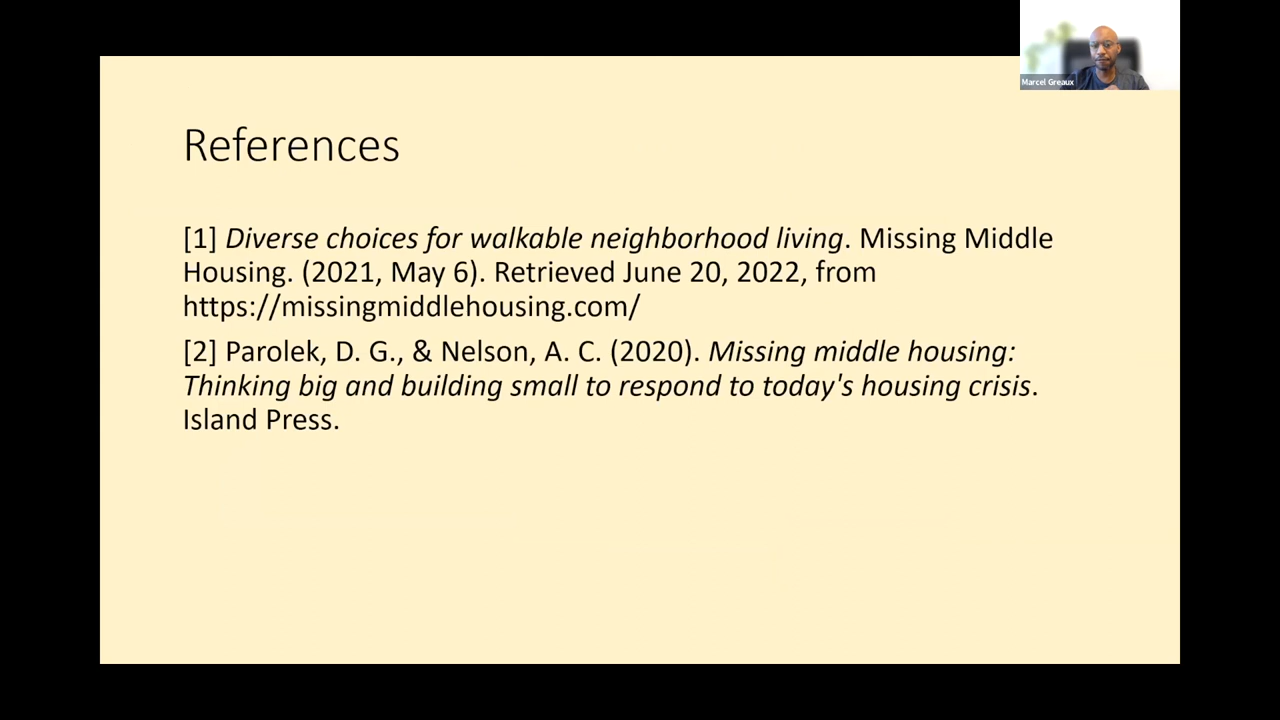 Marcel Greaux
References
[1] Diverse choices for walkable neighborhood living. Missing Middle
Housing. (2021, May 6). Retrieved June 20, 2022, from
https://missingmiddlehousing.com/
[2] Parolek, D. G., & Nelson, A. C. (2020). Missing middle housing:
Thinking big and building small to respond to today's housing crisis.
Island Press.